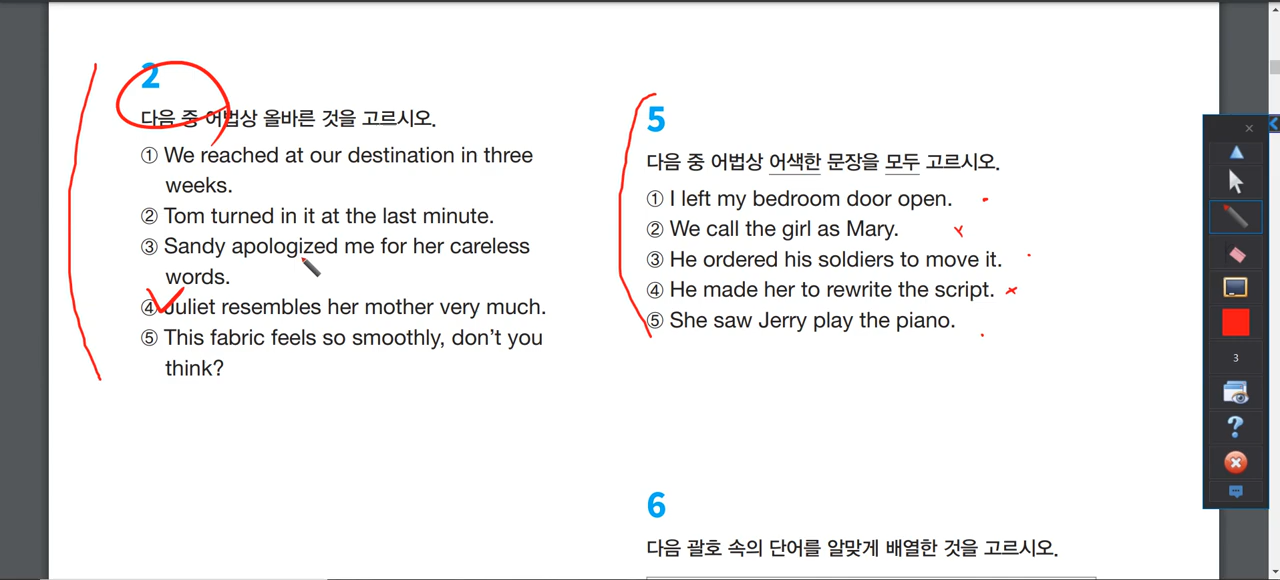 2
다음 중 어법상 올바른 것을 고르시오.
① We reached at our destination in three
weeks.
② Tom turned in it at the last minute.
③ Sandy apologized me for her careless
words.
④ Juliet resembles her mother very much.
⑤ This fabric feels so smoothly, don't you
think?
5
다음 중 어법상 어색한 문장을 모두 고르시오.
① I left my bedroom door open.
② We call the girl as Mary.
③ He ordered his soldiers to move it.
④ He made her to rewrite the script.
⑤ She saw Jerry play the piano.
6
다음 괄호 속의 단어를 알맞게 배열한 것을 고르시오.
3